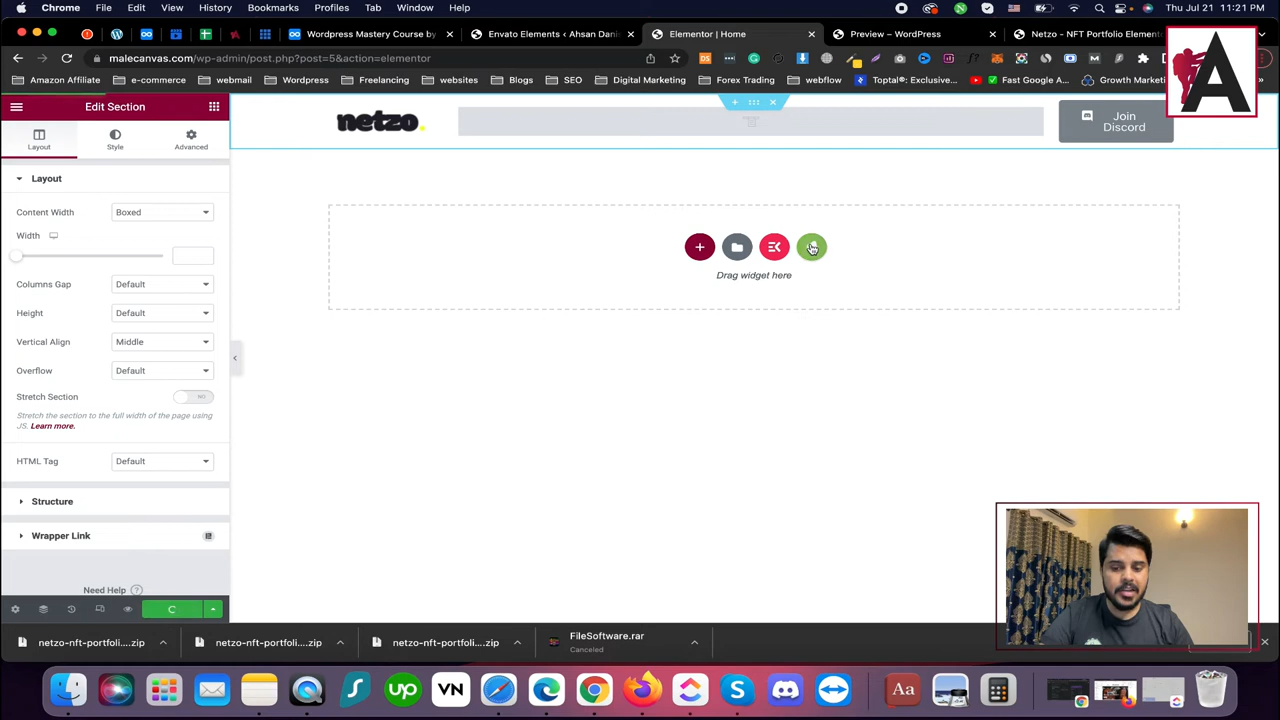 Chrome File Edit View History Bookmarks Profiles Tab Window Help Thu Jul 21 11:21 PM
Wordpress Mastery Course by Envato Elements ‹ Ahsan Danis Elementor | Home Preview – WordPress Netzo - NFT Portfolio Elemento
malecanvas.com/wp-admin/post.php?post=5&action=elementor
Amazon Affiliate e-commerce webmail Wordpress Freelancing websites Blogs SEO Digital Marketing Forex Trading webflow Toptal®: Exclusive... Fast Google A... Growth Market
A
Edit Section
netzo.
Join
Discord
Layout Style Advanced
Layout
Content Width Boxed
Width
Columns Gap Default
Height Default
Vertical Align Middle
Overflow Default
Stretch Section NO
Stretch the section to the full width of the page using
JS. Learn more.
HTML Tag Default
Structure
Wrapper Link
Need Help
Drag widget here
netzo-nft-portfoli....zip netzo-nft-portfoli....zip netzo-nft-portfoli....zip FileSoftware.rar
Canceled
up VN S Aa